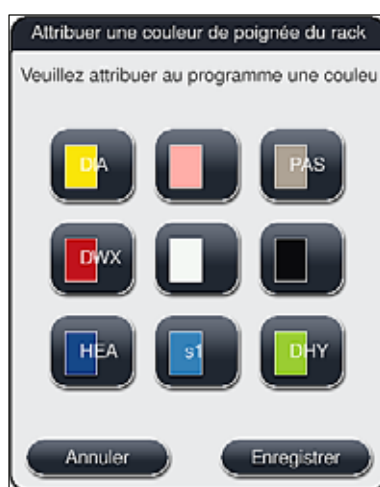 Attribuer une couleur de poignée du rack
Veuillez attribuer au programme une couleu
DIA
PAS
DWX
HEA
s1
DHY
Annuler
Enregistrer